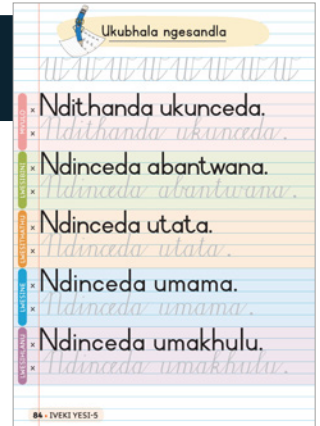 Ukubhala ngesandla
UUUUUUUUUUUU
MVULO
Ndithanda ukunceda.
Ndithanda ukunceda.
LWESIBINI
Ndinceda abantwana.
Ndinceda abantwana.
LWESITHATHU
Ndinceda utata.
Ndinceda utata.
LWESINE
Ndinceda umama.
Ndinceda umama.
LWESIHLANU
Ndinceda umakhulu.
Ndinceda umakhulu.
84 • IVEKI YESI-5